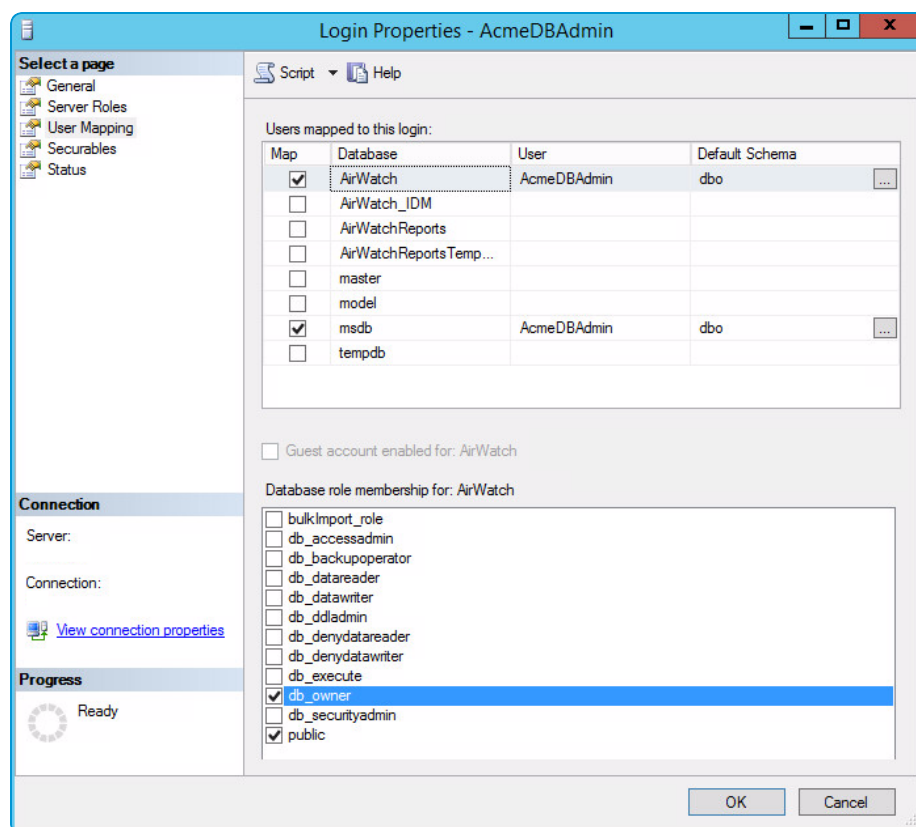 Login Properties - AcmeDBAdmin
Select a page
General
Server Roles
User Mapping
Securables
Status
Script Help
Users mapped to this login:
Map Database User Default Schema
AirWatch AcmeDBAdmin dbo ...
AirWatch_IDM
AirWatchReports
AirWatchReportsTemp...
master
model
msdb AcmeDBAdmin dbo ...
tempdb
Guest account enabled for: AirWatch
Database role membership for: AirWatch
bulkImport_role
db_accessadmin
db_backupoperator
db_datareader
db_datawriter
db_ddladmin
db_denydatareader
db_denydatawriter
db_execute
db_owner
db_securityadmin
public
Connection
Server:
Connection:
View connection properties
Progress
Ready
OK Cancel